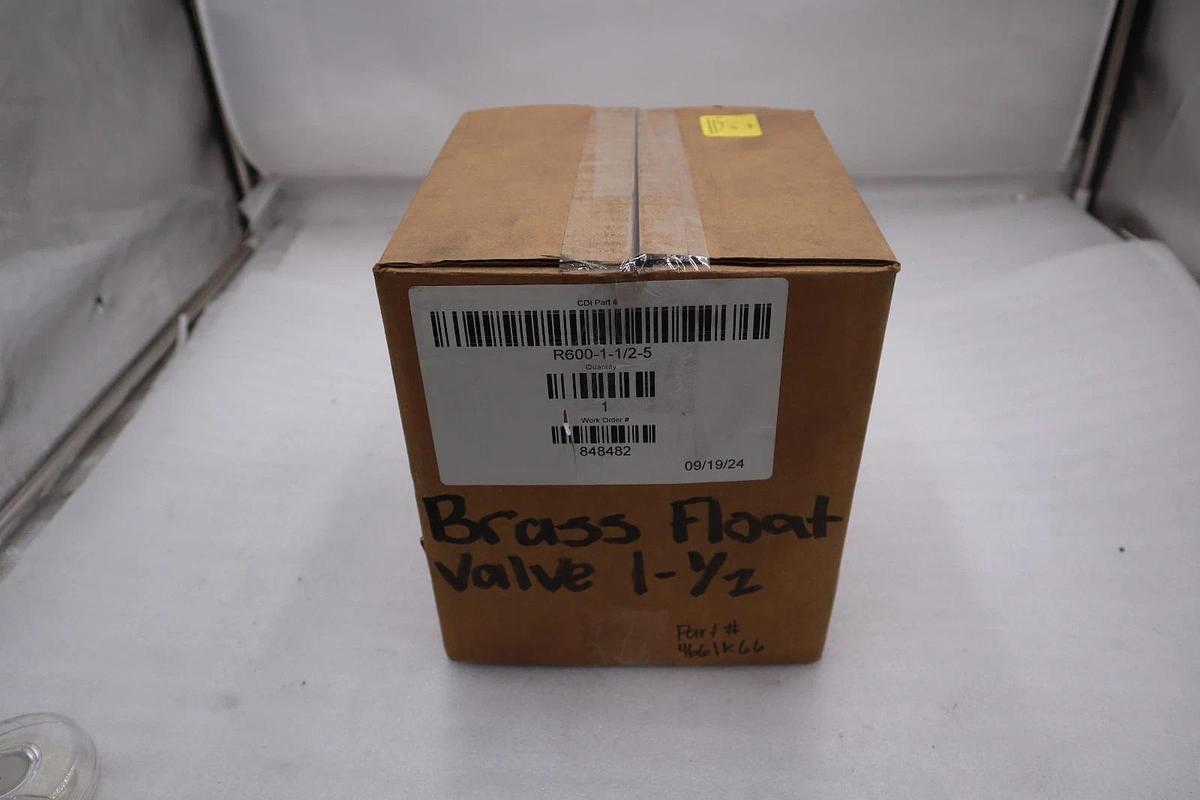 CDI Part #
R600-1-1/2-5
Quantity
1
Work Order #
848482
09/19/24
Brass Float
Valve 1-1/2
Part #
4661K66